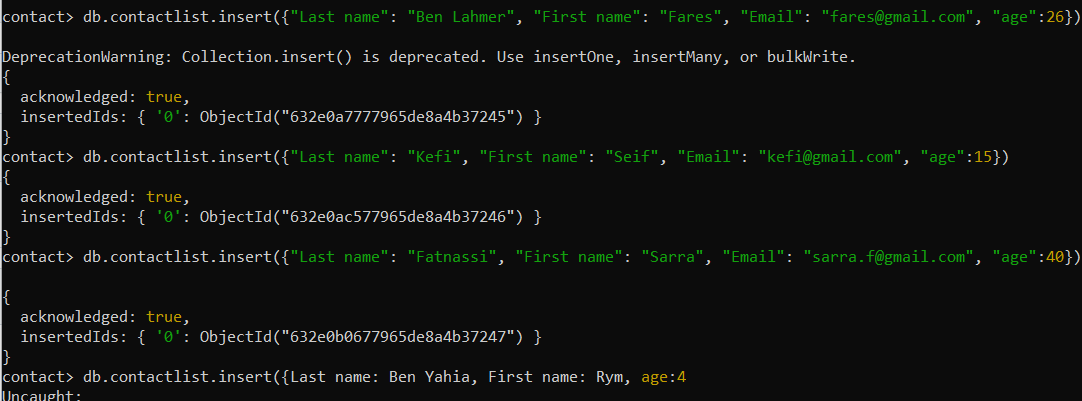 contact> db.contactlist.insert({"Last name": "Ben Lahmer", "First name": "Fares", "Email": "fares@gmail.com", "age":26})
DeprecationWarning: Collection.insert() is deprecated. Use insertOne, insertMany, or bulkWrite.
{
  acknowledged: true,
  insertedIds: { '0': ObjectId("632e0a7777965de8a4b37245") }
}
contact> db.contactlist.insert({"Last name": "Kefi", "First name": "Seif", "Email": "kefi@gmail.com", "age":15})
{
  acknowledged: true,
  insertedIds: { '0': ObjectId("632e0ac577965de8a4b37246") }
}
contact> db.contactlist.insert({"Last name": "Fatnassi", "First name": "Sarra", "Email": "sarra.f@gmail.com", "age":40})
{
  acknowledged: true,
  insertedIds: { '0': ObjectId("632e0b0677965de8a4b37247") }
}
contact> db.contactlist.insert({Last name: Ben Yahia, First name: Rym, age:4
Uncaught: